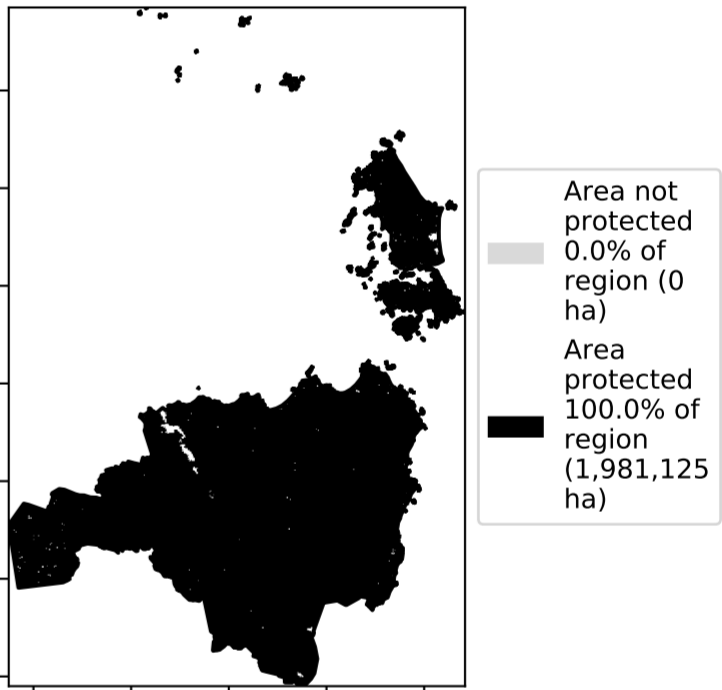 Area not
protected
0.0% of
region (0
ha)
Area
protected
100.0% of
region
(1,981,125
ha)